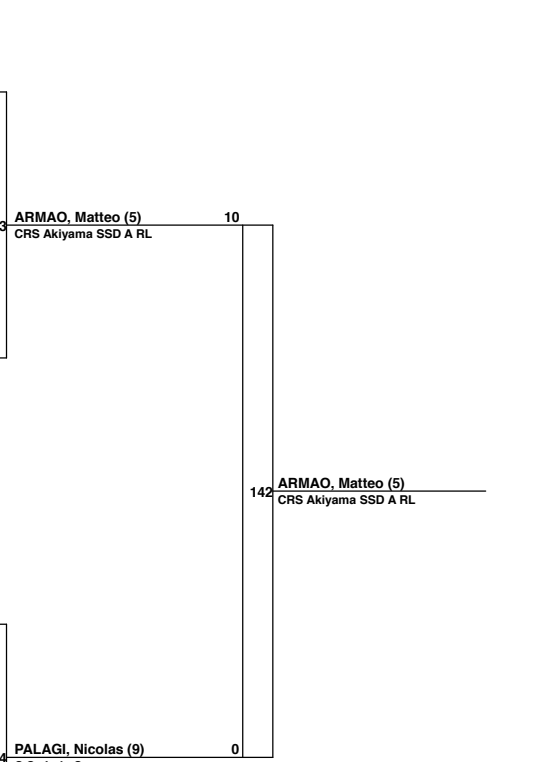 ARMAO, Matteo (5) 10
3
CRS Akiyama SSD A RL
ARMAO, Matteo (5)
142
CRS Akiyama SSD A RL
PALAGI, Nicolas (9) 0
4